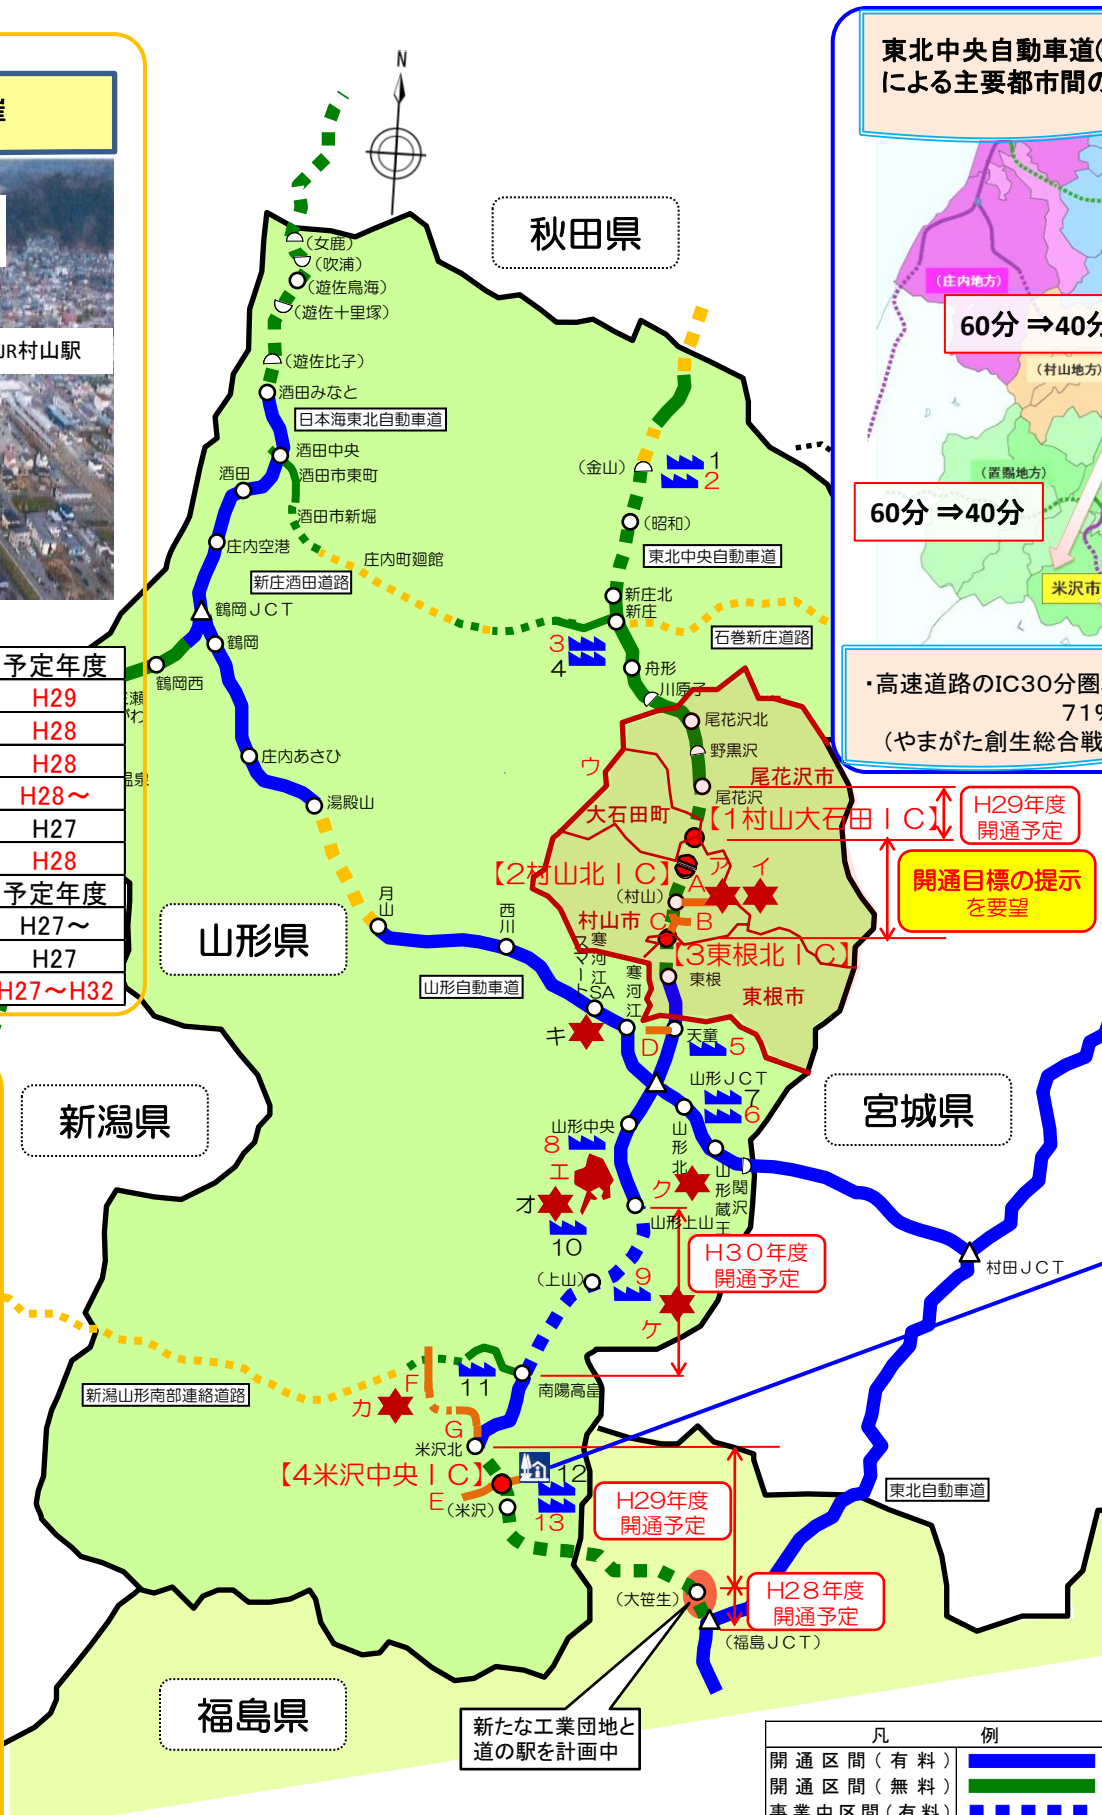 N
秋田県
JR村山駅
東北中央自動車道(
による主要都市間の
(庄内地方)
60分 ⇒40分
(村山地方)
(置賜地方)
60分 ⇒40分
米沢市
・高速道路のIC30分圏
71%
(やまがた創生総合戦
(女鹿)
(吹浦)
(遊佐鳥海)
(遊佐十里塚)
(遊佐比子)
酒田みなと
日本海東北自動車道
酒田中央
酒田
酒田市東町
酒田市新堀
庄内空港
庄内町廻館
新庄酒田道路
鶴岡JCT
鶴岡
鶴岡西
庄内あさひ
湯殿山
(金山)
1
2
(昭和)
東北中央自動車道
新庄北
新庄
石巻新庄道路
3
4
舟形
川原子
尾花沢北
野黒沢
尾花沢市
尾花沢
ウ
大石田町
【1村山大石田IC】
H29年度
開通予定
【2村山北IC】
ア
イ
A
(村山)
村山市
C
B
開通目標の提示
を要望
【3東根北IC】
東根
東根市
予定年度
H29
H28
H28
H28～
H27
H28
予定年度
H27～
H27
H27～H32
温泉
山形県
月山
西川
山形自動車道
寒河江
スマートSA
寒河江
キ
D
天童
5
山形JCT
7
6
新潟県
宮城県
山形中央
8
エ
オ
10
山形北
ク
山形蔵王
関沢
山形上山
H30年度
開通予定
村田JCT
(上山)
9
ケ
新潟山形南部連絡道路
F
カ
11
南陽高畠
G
米沢北
【4米沢中央IC】
12
E
(米沢)
13
H29年度
開通予定
東北自動車道
(大笹生)
H28年度
開通予定
(福島JCT)
福島県
新たな工業団地と
道の駅を計画中
凡例
開通区間(有料)
開通区間(無料)
事業中区間(有料)